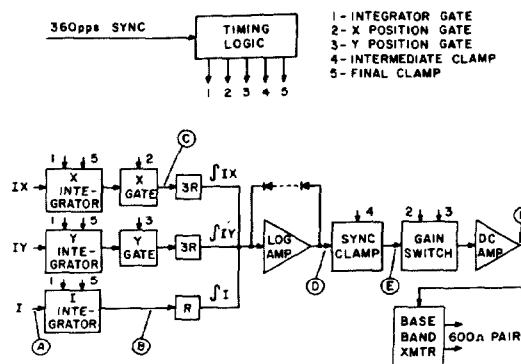 360pps SYNC
TIMING
LOGIC
1 2 3 4 5
1- INTEGRATOR GATE
2- X POSITION GATE
3- Y POSITION GATE
4- INTERMEDIATE CLAMP
5- FINAL CLAMP
1 5
2
C
IX
X
INTE-
GRATOR
X
GATE
3R
∫IX
1 5
3
IY
Y
INTE-
GRATOR
Y
GATE
3R
∫IY
LOG
AMP
D
4
SYNC
CLAMP
E
2 3
GAIN
SWITCH
DC
AMP
1 5
I
A
I
INTE-
GRATOR
B
R
∫I
BASE
BAND
XMTR
600Ω PAIR